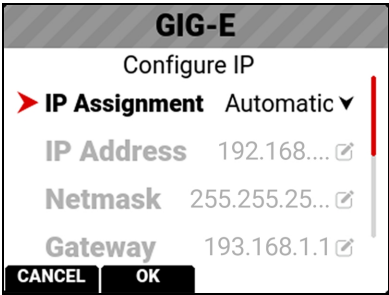 GIG-E
Configure IP
IP Assignment Automatic
IP Address 192.168....
Netmask 255.255.25...
Gateway 193.168.1.1
CANCEL OK